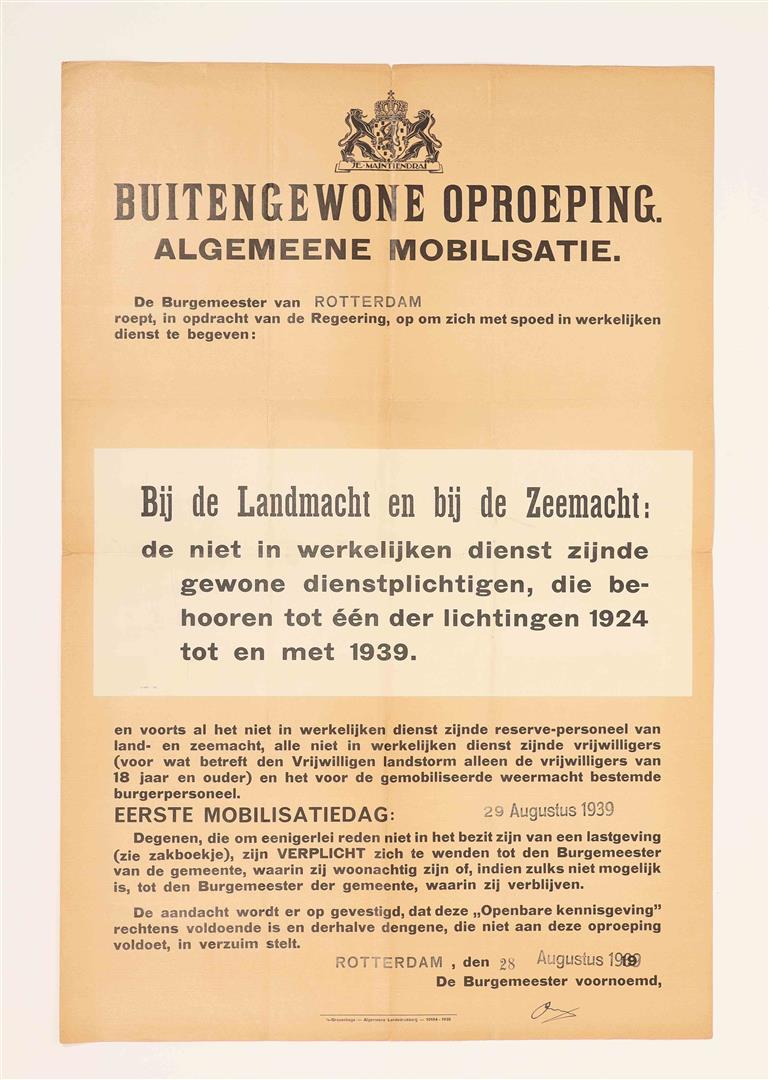 JE MAINTIENDRAI
BUITENGEWONE OPROEPING.
ALGEMEENE MOBILISATIE.
De Burgemeester van ROTTERDAM
roept, in opdracht van de Regeering, op om zich met spoed in werkelijken
dienst te begeven:
Bij de Landmacht en bij de Zeemacht:
de niet in werkelijken dienst zijnde
gewone dienstplichtigen, die be-
hooren tot één der lichtingen 1924
tot en met 1939.
en voorts al het niet in werkelijken dienst zijnde reserve-personeel van
land- en zeemacht, alle niet in werkelijken dienst zijnde vrijwilligers
(voor wat betreft den Vrijwilligen landstorm alleen de vrijwilligers van
18 jaar en ouder) en het voor de gemobiliseerde weermacht bestemde
burgerpersoneel.
EERSTE MOBILISATIEDAG: 29 Augustus 1939
Degenen, die om eenigerlei reden niet in het bezit zijn van een lastgeving
(zie zakboekje), zijn VERPLICHT zich te wenden tot den Burgemeester
van de gemeente, waarin zij woonachtig zijn of, indien zulks niet mogelijk
is, tot den Burgemeester der gemeente, waarin zij verblijven.
De aandacht wordt er op gevestigd, dat deze „Openbare kennisgeving"
rechtens voldoende is en derhalve dengene, die niet aan deze oproeping
voldoet, in verzuim stelt.
ROTTERDAM, den 28 Augustus 1939
De Burgemeester voornoemd,
's-Gravenhage — Algemeene Landsdrukkerij —